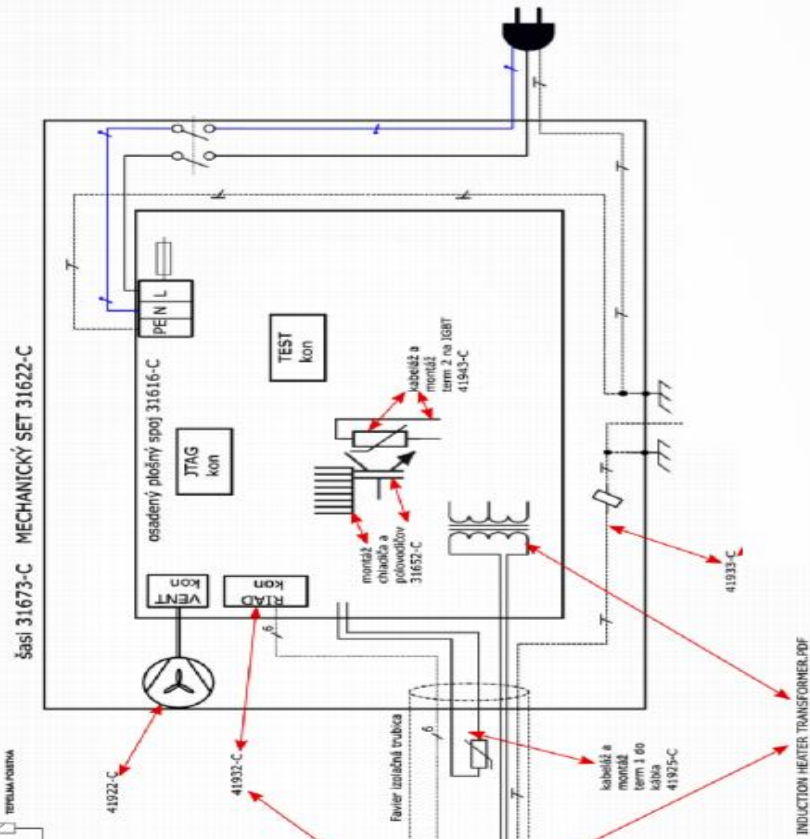 TEPELNÁ POISTKA
šasi 31673-C MECHANICKÝ SET 31622-C
PE N L
osadený plošný spoj 31616-C
TEST
kon
JTAG
kon
kabeláž a
montáž
term 2 na IGBT
41943-C
montáž
chladiča a
polovodičov
31652-C
VENT
kon
RIAD
kon
6
41922-C
41932-C
Favier izolačná trubica
6
kabeláž a
montáž
term 1 do
kábla
41925-C
41933-C
INDUCTION HEATER TRANSFORMER.PDF